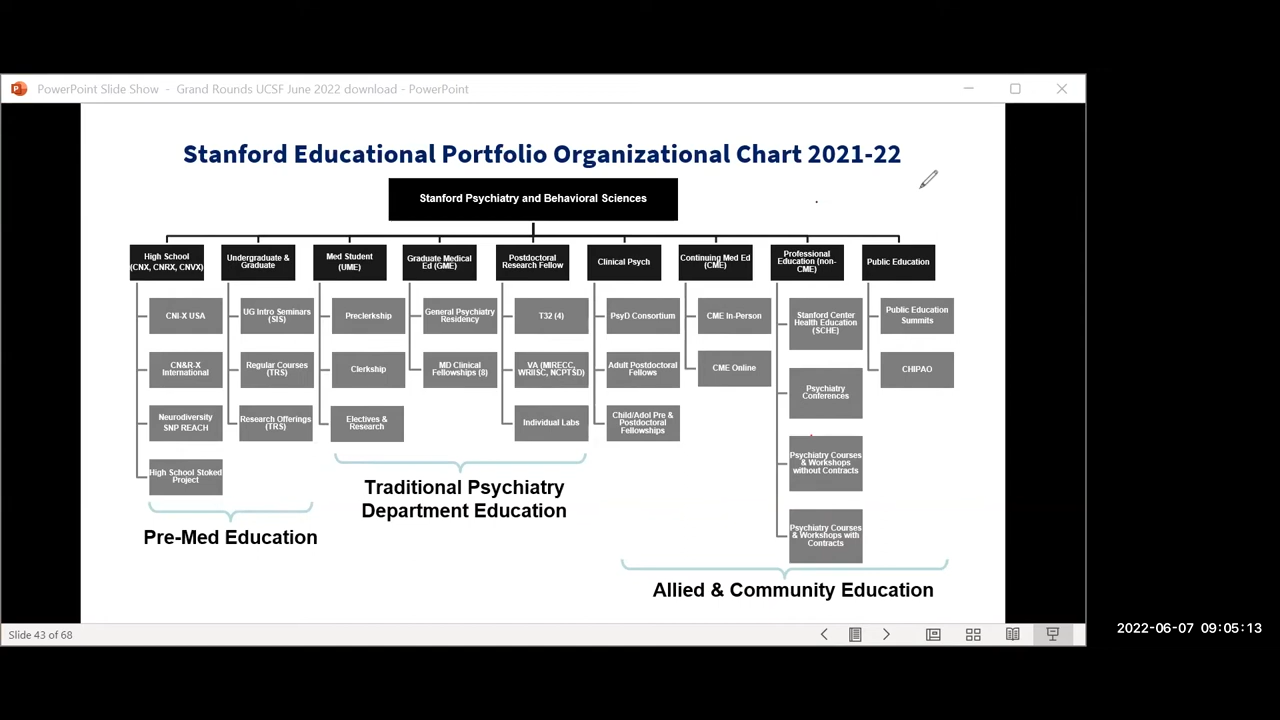 PowerPoint Slide Show - Grand Rounds UCSF June 2022 download - PowerPoint
Stanford Educational Portfolio Organizational Chart 2021-22
Stanford Psychiatry and Behavioral Sciences
High School
(CNX, CNRX, CNVX)
CNI-X USA
CN&R-X
International
Neurodiversity
SNP REACH
High School Stoked
Project
Undergraduate &
Graduate
UG Intro Seminars
(SIS)
Regular Courses
(TRS)
Research Offerings
(TRS)
Med Student
(UME)
Preclerkship
Clerkship
Electives &
Research
Graduate Medical
Ed (GME)
General Psychiatry
Residency
MD Clinical
Fellowships (8)
Postdoctoral
Research Fellow
T32 (4)
VA (MIRECC,
WRIISC, NCPTSD)
Individual Labs
Clinical Psych
PsyD Consortium
Adult Postdoctoral
Fellows
Child/Adol Pre &
Postdoctoral
Fellowships
Continuing Med Ed
(CME)
CME In-Person
CME Online
Professional
Education (non-
CME)
Stanford Center
Health Education
(SCHE)
Psychiatry
Conferences
Psychiatry Courses
& Workshops
without Contracts
Psychiatry Courses
& Workshops with
Contracts
Public Education
Public Education
Summits
CHIPAO
Pre-Med Education
Traditional Psychiatry
Department Education
Allied & Community Education
Slide 43 of 68
2022-06-07 09:05:13